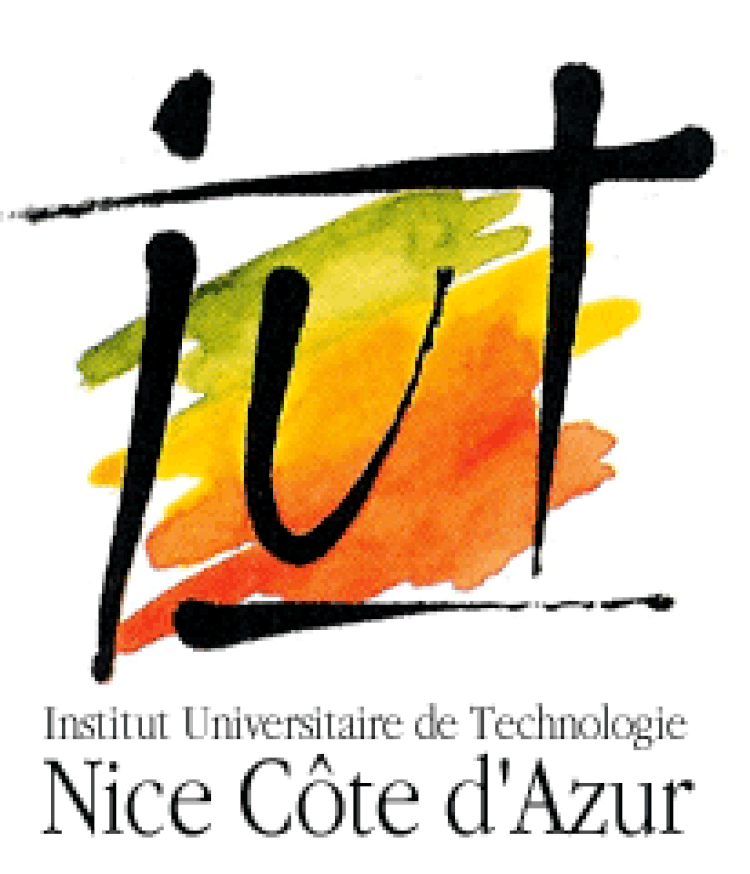 iut
Institut Universitaire de Technologie
Nice Côte d'Azur